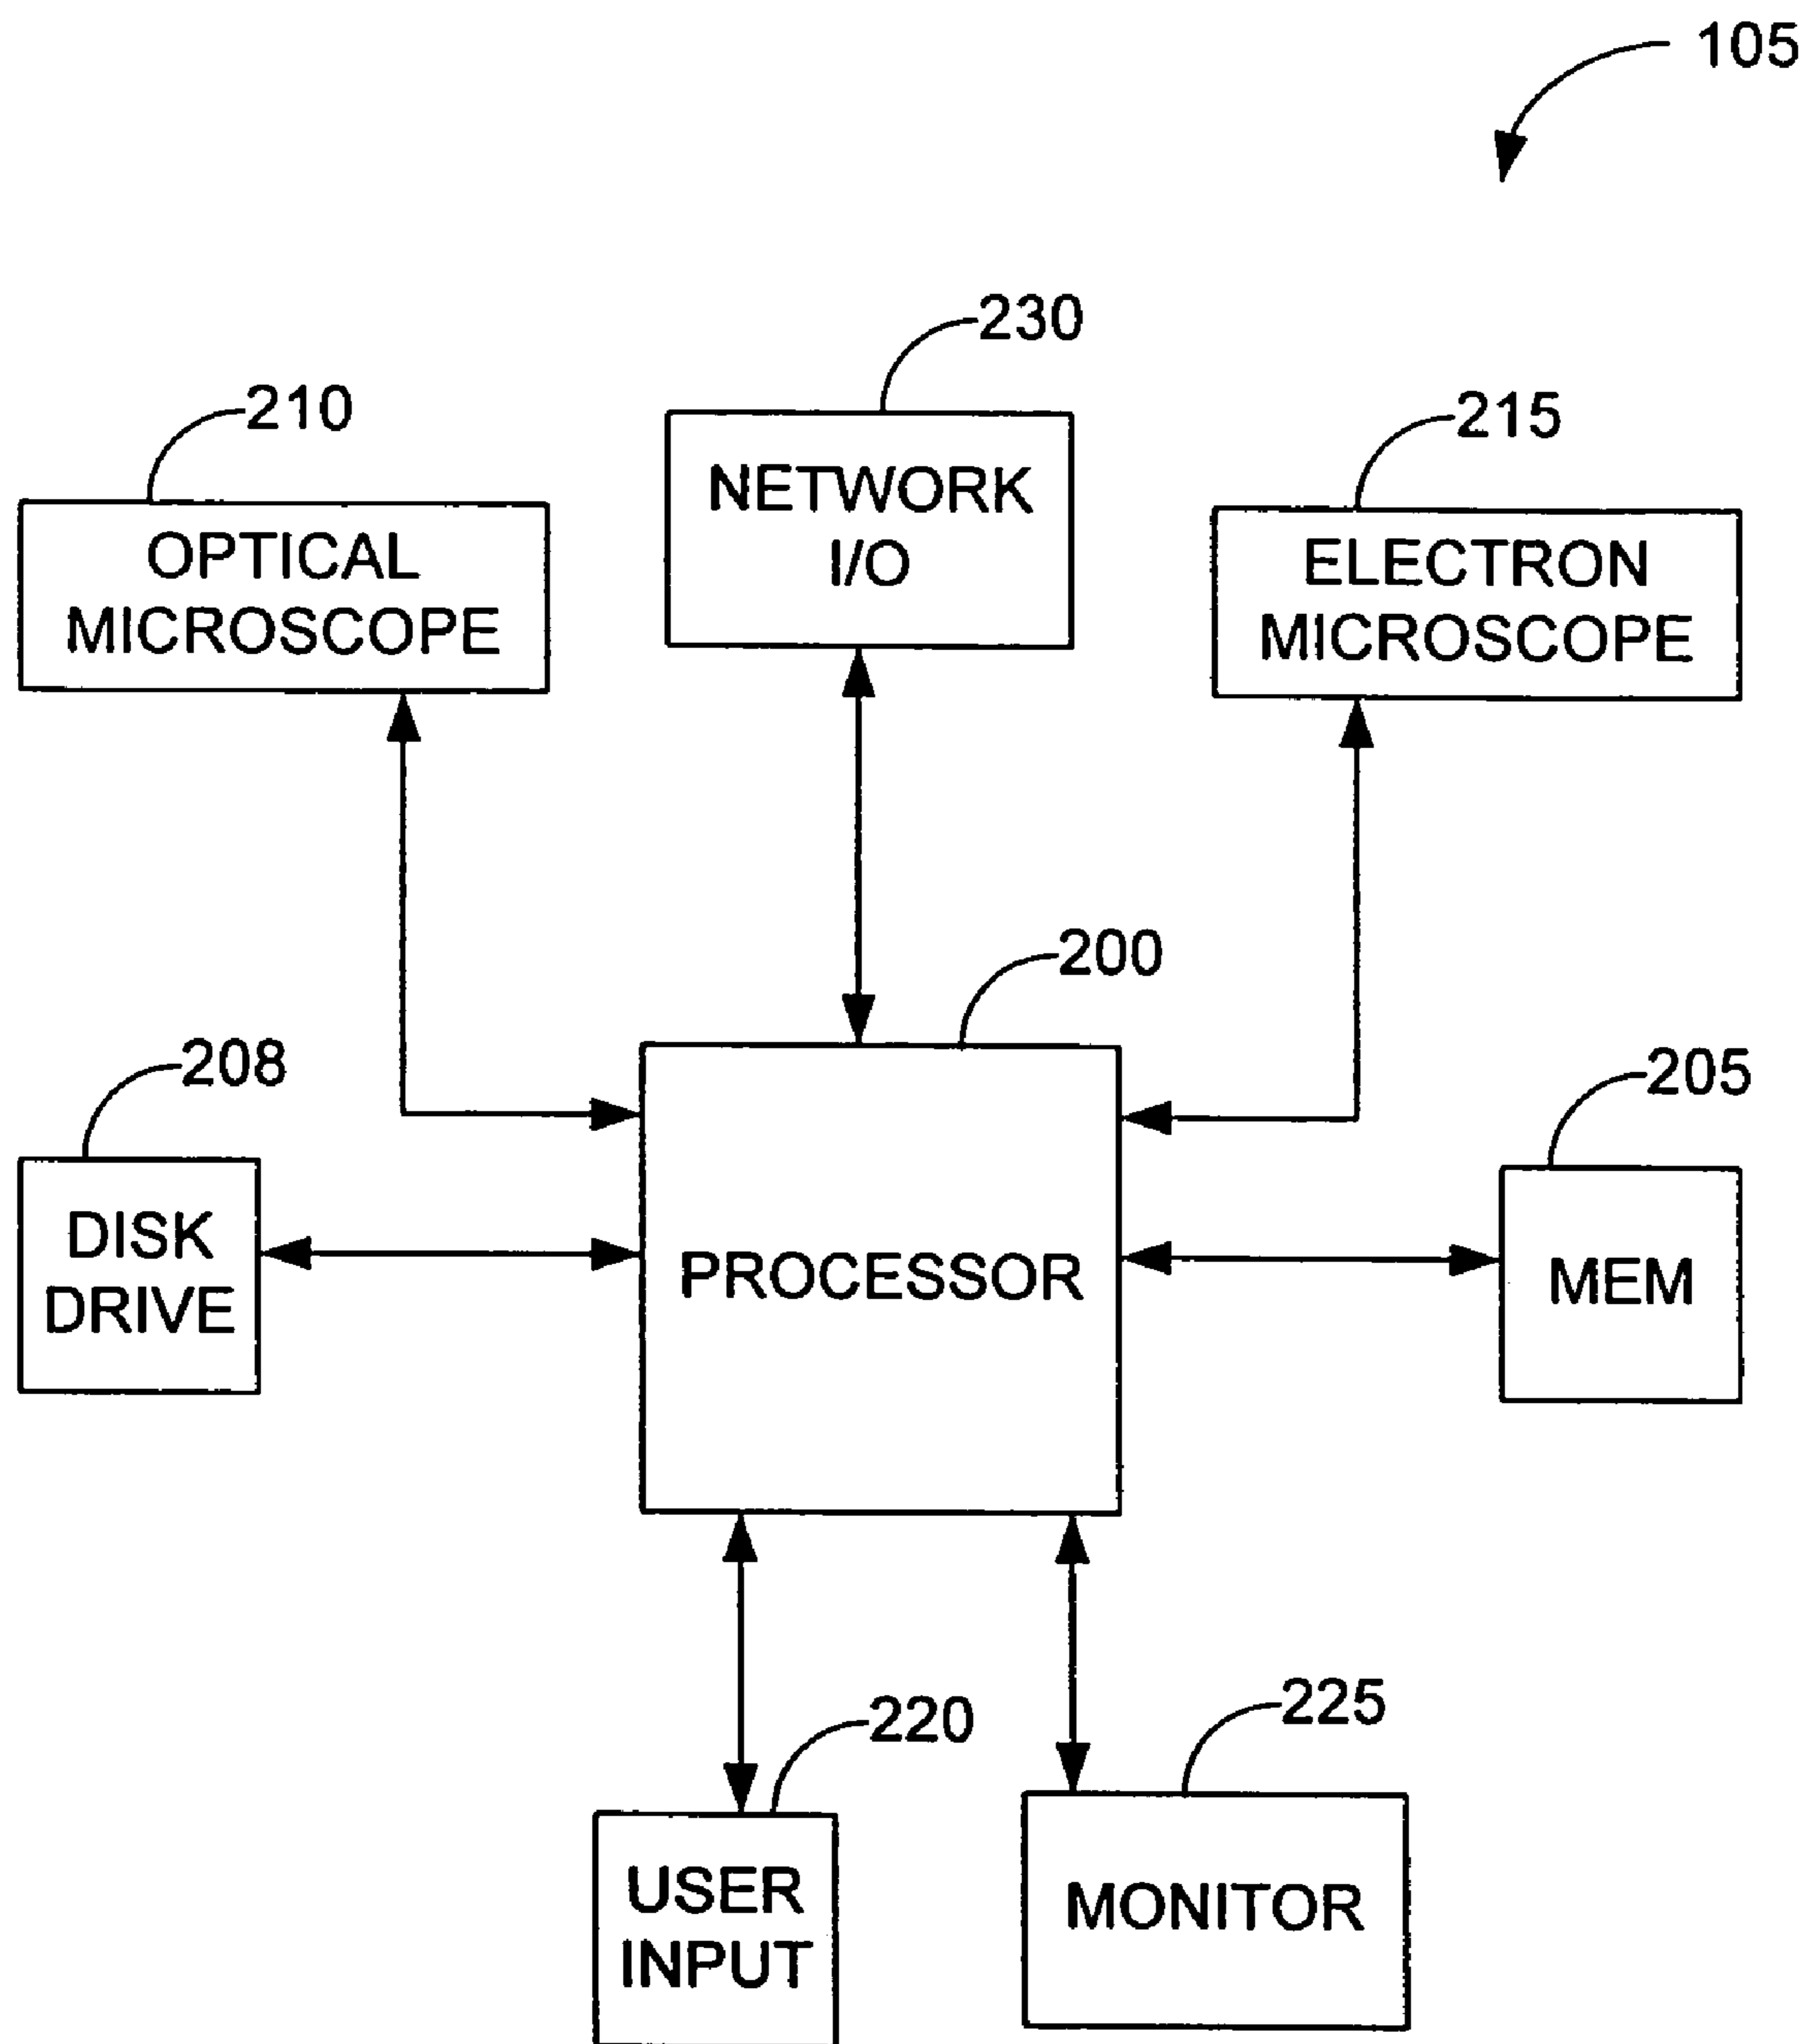 105
230
210
215
NETWORK
I/O
OPTICAL
MICROSCOPE
ELECTRON
MICROSCOPE
200
208
205
DISK
DRIVE
PROCESSOR
MEM
220
225
USER
INPUT
MONITOR